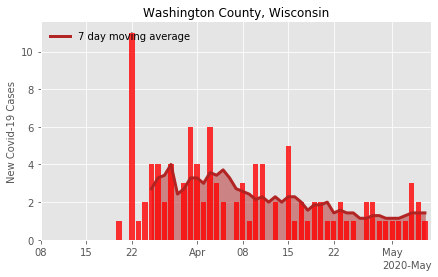 Washington County, Wisconsin
7 day moving average
New Covid-19 Cases
10
8
6
4
2
0
08 15 22 Apr 08 15 22 May
2020-May